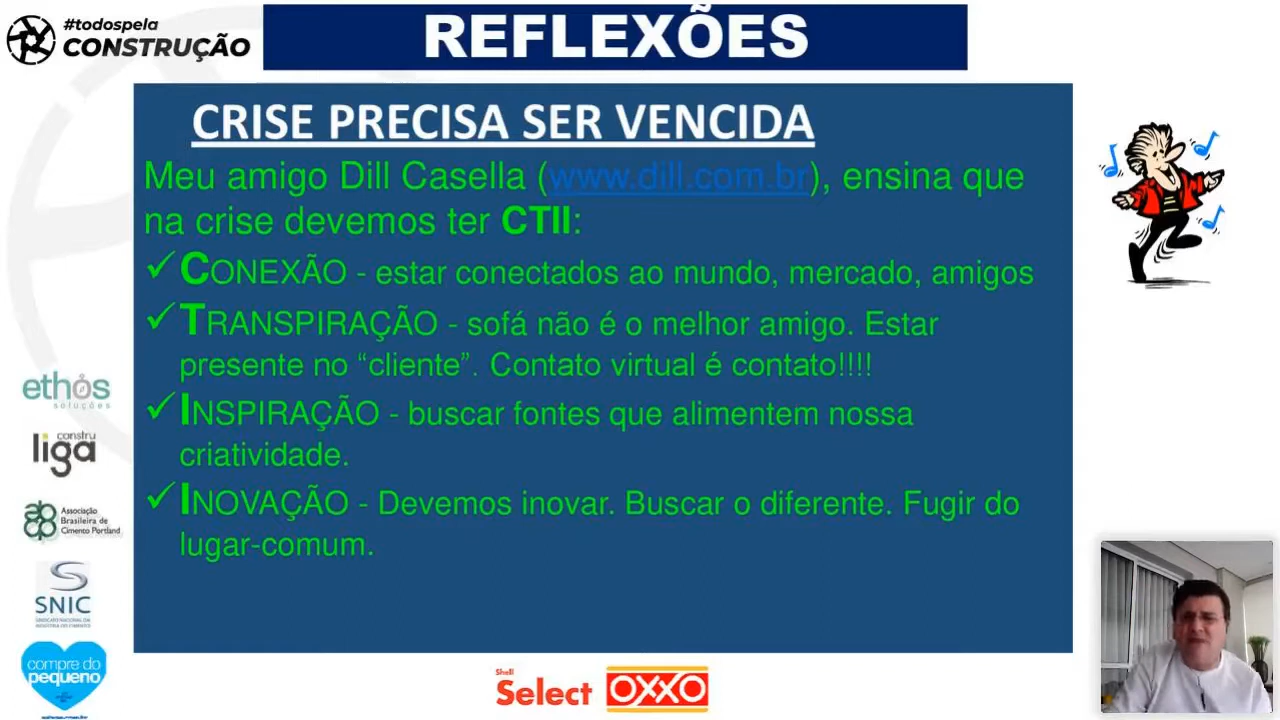 #todospela
CONSTRUÇÃO
REFLEXÕES
CRISE PRECISA SER VENCIDA
Meu amigo Dill Casella (www.dill.com.br), ensina que
na crise devemos ter CTII:
✓CONEXÃO - estar conectados ao mundo, mercado, amigos
✓TRANSPIRAÇÃO - sofá não é o melhor amigo. Estar
presente no “cliente”. Contato virtual é contato!!!!
✓INSPIRAÇÃO - buscar fontes que alimentem nossa
criatividade.
✓INOVAÇÃO - Devemos inovar. Buscar o diferente. Fugir do
lugar-comum.
ethos
soluções
constru
liga
Associação
Brasileira de
Cimento Portland
SNIC
compre do
pequeno
Shell
Select
OXXO